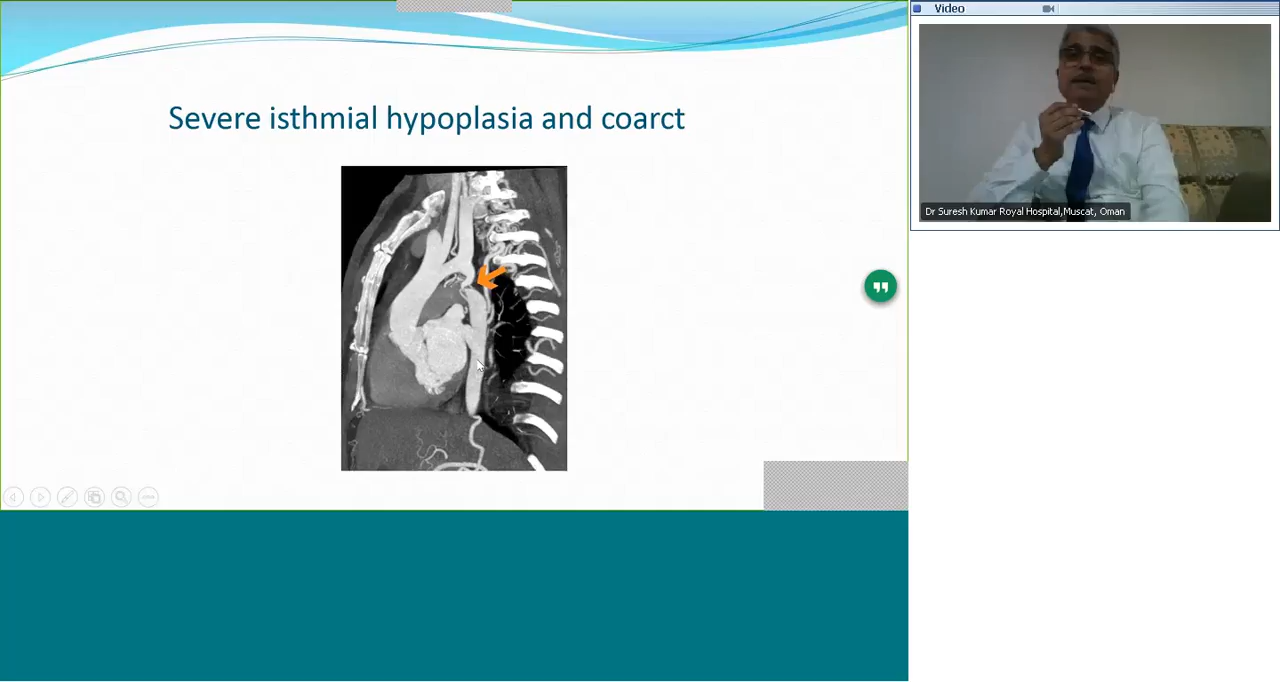 Severe isthmial hypoplasia and coarct
Video
Dr Suresh Kumar Royal Hospital,Muscat, Oman